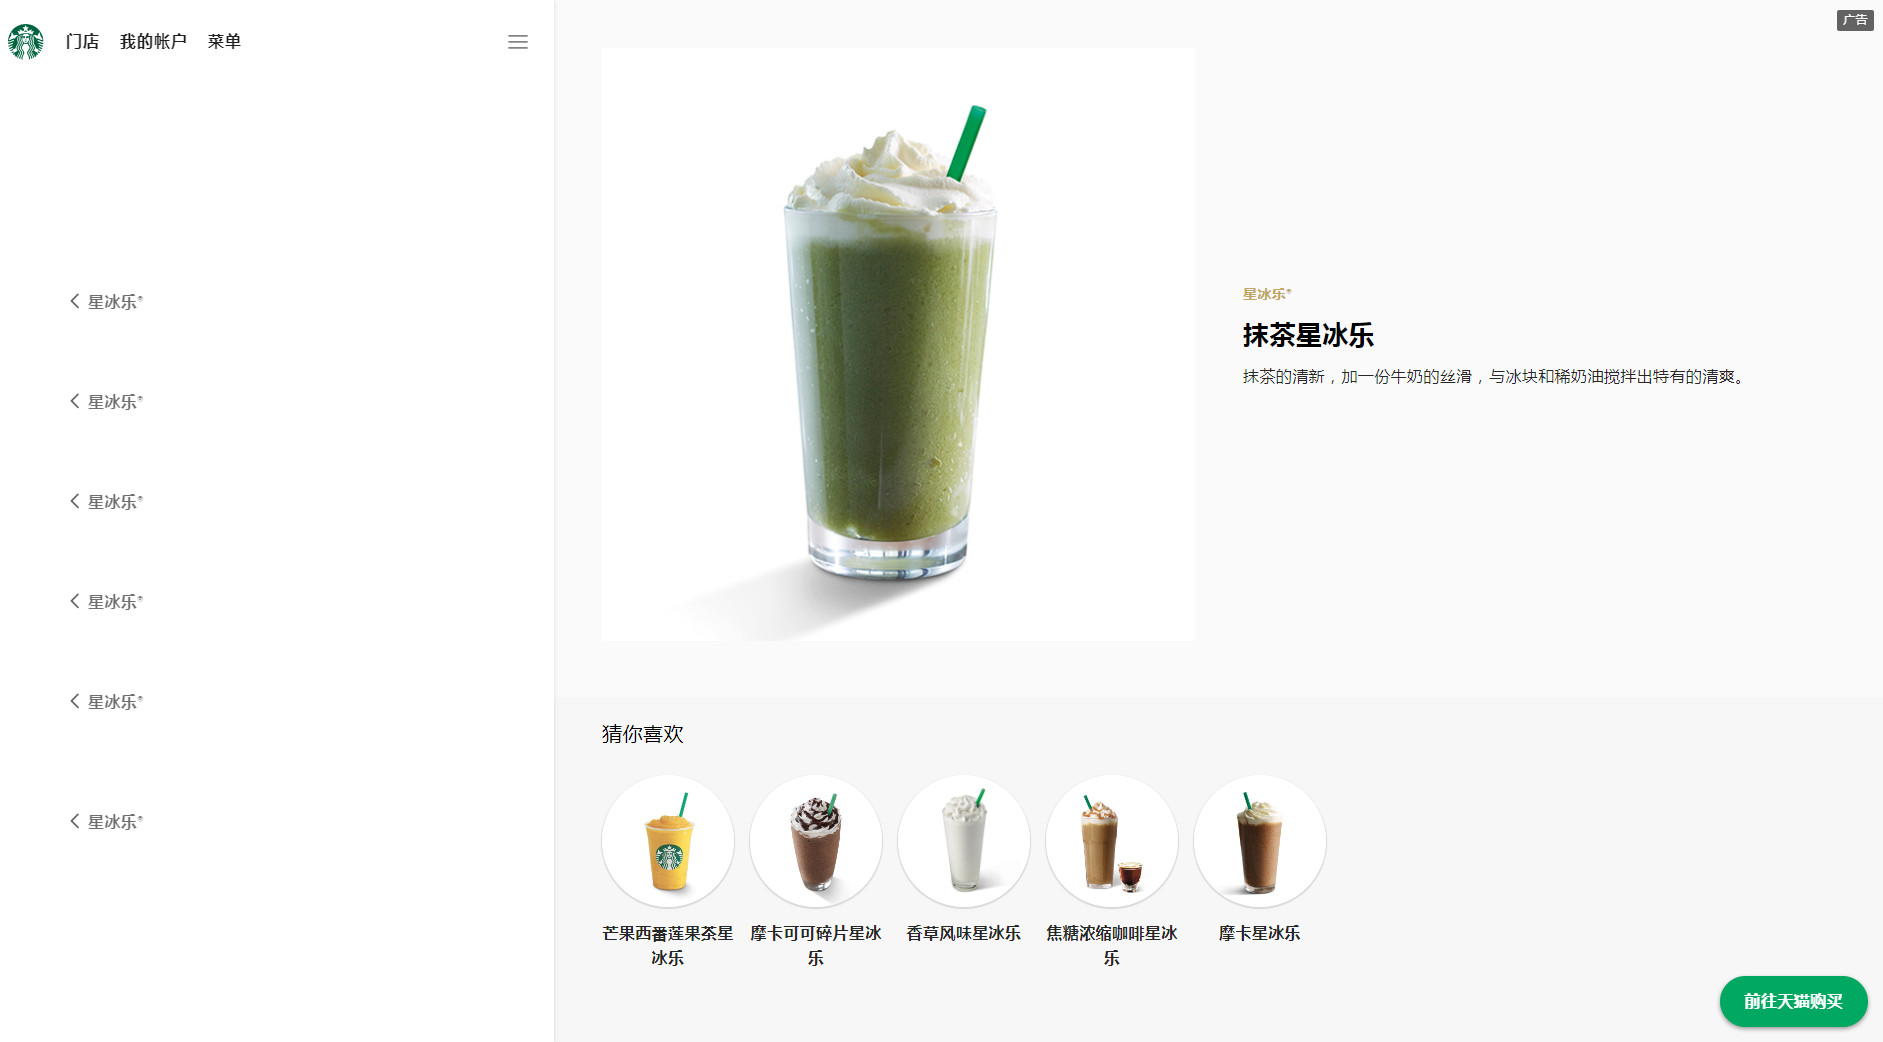 门店 我的帐户 菜单
广告
星冰乐®
星冰乐®
星冰乐®
星冰乐®
星冰乐®
星冰乐®
星冰乐®
抹茶星冰乐
抹茶的清新，加一份牛奶的丝滑，与冰块和稀奶油搅拌出特有的清爽。
猜你喜欢
芒果西番莲果茶星
冰乐
摩卡可可碎片星冰
乐
香草风味星冰乐
焦糖浓缩咖啡星冰
乐
摩卡星冰乐
前往天猫购买